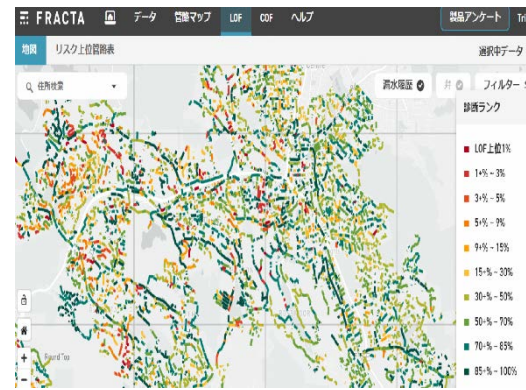 FRACTA データ 管路マップ LOF COF ヘルプ 製品アンケート Tri
地図 リスク上位管路表 選択中データ
住所検索 漏水履歴 弁 フィルター
診断ランク
LOF上位1%
1+% ~ 3%
3+% ~ 5%
5+% ~ 9%
9+% ~ 15%
15+% ~ 30%
30+% ~ 50%
50+% ~ 70%
70+% ~ 85%
85+% ~ 100%
Round Top